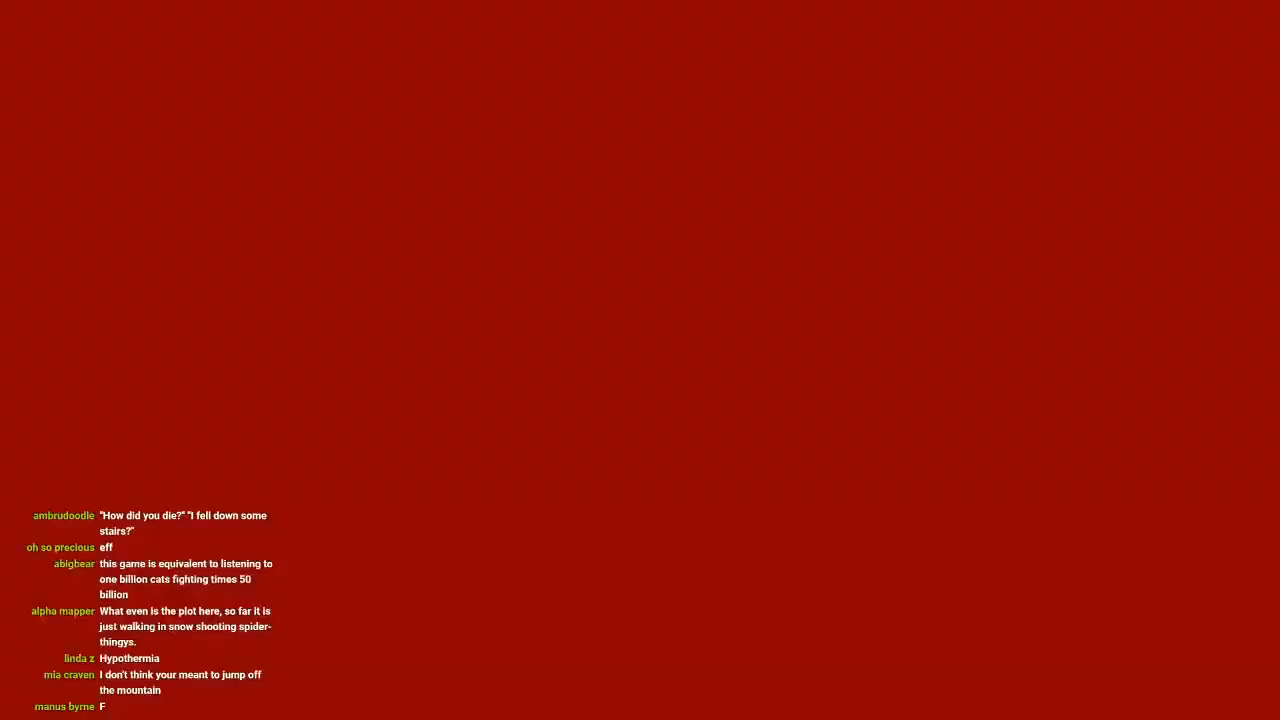 ambrudoodle "How did you die?" "I fell down some
stairs?"
oh so precious eff
abigbear this game is equivalent to listening to
one billion cats fighting times 50
billion
alpha mapper What even is the plot here, so far it is
just walking in snow shooting spider-
thingys.
linda z Hypothermia
mia craven I don't think your meant to jump off
the mountain
manus byrne F